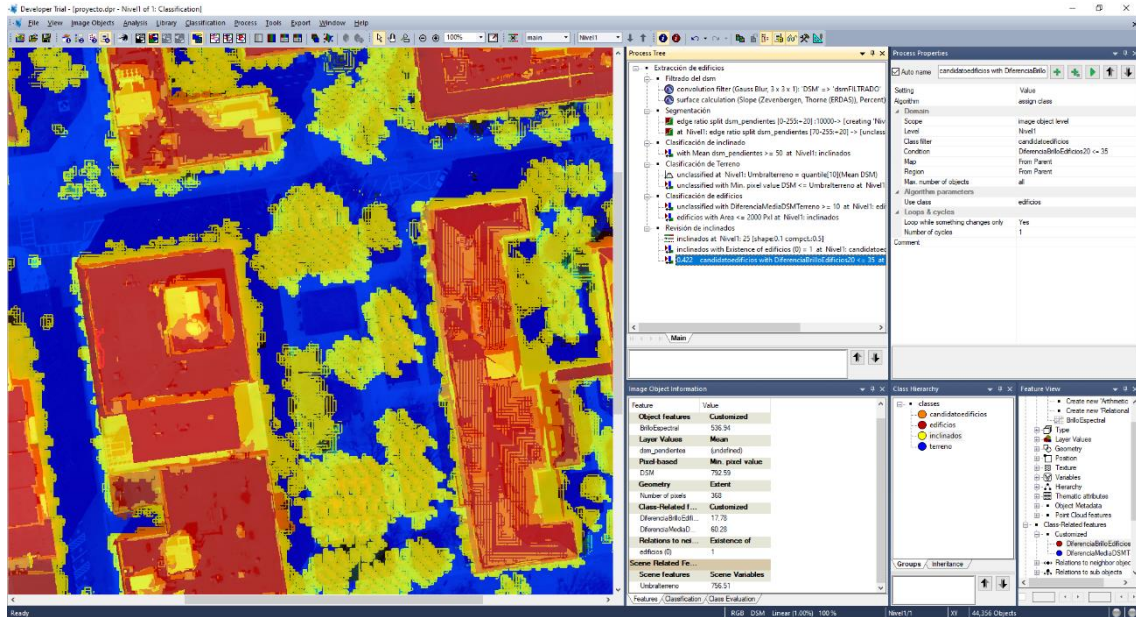 Developer Trial - [proyecto.dpr - Nivel1 of 1: Classification]
File View Image Objects Analysis Library Classification Process Tools Export Window Help
100% main Nivel1
Process Tree
Extracción de edificios
Filtrado del dsm
convolution filter (Gauss Blur, 3 x 3 x 1): 'DSM' => 'dsmFILTRADO'
surface calculation (Slope (Zevenbergen, Thorne (ERDAS)), Percent)
Segmentación
edge ratio split dsm_pendientes [0-255:+20] :10000-> [creating 'Niv
at Nivel1: edge ratio split dsm_pendientes [70-255:+20] -> [unclass
Clasificación de inclinado
with Mean dsm_pendientes >= 50 at Nivel1: inclinados
Clasificación de Terreno
unclassified at Nivel1: Umbralterreno = quantile[10](Mean DSM)
unclassified with Min. pixel value DSM <= Umbralterreno at Nivel1
Clasificación de edificios
unclassified with DiferenciaMediaDSMTerreno >= 10 at Nivel1: edi
edificios with Area <= 2000 Pxl at Nivel1: inclinados
Revisión de inclinados
inclinados at Nivel1: 25 [shape:0.1 compct.:0.5]
inclinados with Existence of edificios (0) = 1 at Nivel1: candidatoed
0.422 candidatoedificios with DiferenciaBrilloEdificios20 <= 35 at
Main
Process Properties
Auto name candidatoedificios with DiferenciaBrillo
Setting Value
Algorithm assign class
Domain
Scope image object level
Level Nivel1
Class filter candidatoedificios
Condition DiferenciaBrilloEdificios20 <= 35
Map From Parent
Region From Parent
Max. number of objects all
Algorithm parameters
Use class edificios
Loops & cycles
Loop while something changes only Yes
Number of cycles 1
Comment
Image Object Information
Feature Value
Object features Customized
BrilloEspectral 536.94
Layer Values Mean
dsm_pendientes (undefined)
Pixel-based Min. pixel value
DSM 792.59
Geometry Extent
Number of pixels 368
Class-Related f... Customized
DiferenciaBrilloEdifi... 17.78
DiferenciaMediaD... 60.28
Relations to nei... Existence of
edificios (0) 1
Scene Related Fe...
Scene features Scene Variables
Umbralterreno 756.51
Features Classification Class Evaluation
Class Hierarchy
classes
candidatoedificios
edificios
inclinados
terreno
Groups Inheritance
Feature View
Create new 'Arithmetic
Create new 'Relational
BrilloEspectral
Type
Layer Values
Geometry
Position
Texture
Variables
Hierarchy
Thematic attributes
Object Metadata
Point Cloud features
Class-Related features
Customized
DiferenciaBrilloEdificios
DiferenciaMediaDSMT
Relations to neighbor objec
Relations to sub objects
Ready RGB DSM Linear (1.00%) 100 % Nivel1/1 XY 44,356 Objects